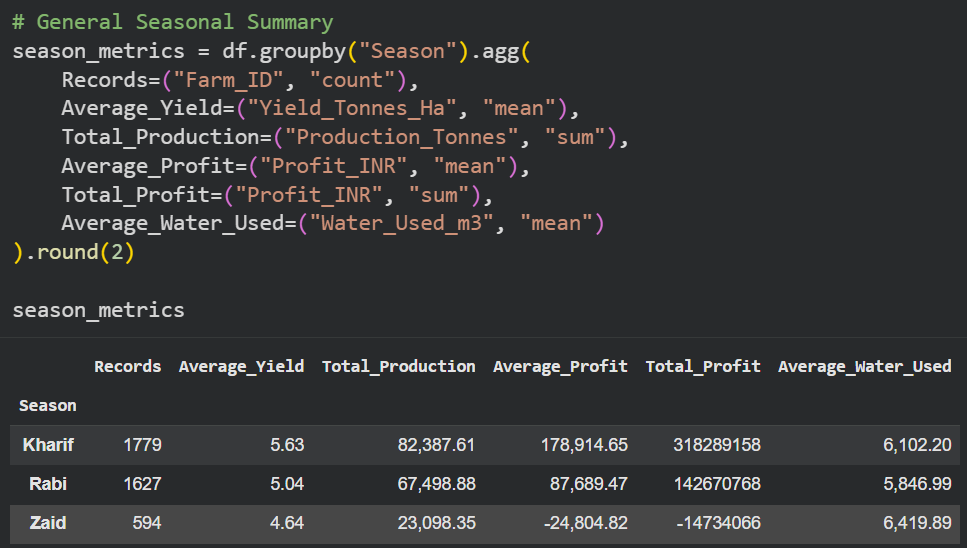 # General Seasonal Summary
season_metrics = df.groupby("Season").agg(
    Records=("Farm_ID", "count"),
    Average_Yield=("Yield_Tonnes_Ha", "mean"),
    Total_Production=("Production_Tonnes", "sum"),
    Average_Profit=("Profit_INR", "mean"),
    Total_Profit=("Profit_INR", "sum"),
    Average_Water_Used=("Water_Used_m3", "mean")
).round(2)
season_metrics
Records Average_Yield Total_Production Average_Profit Total_Profit Average_Water_Used
Season
Kharif 1779 5.63 82,387.61 178,914.65 318289158 6,102.20
Rabi 1627 5.04 67,498.88 87,689.47 142670768 5,846.99
Zaid 594 4.64 23,098.35 -24,804.82 -14734066 6,419.89